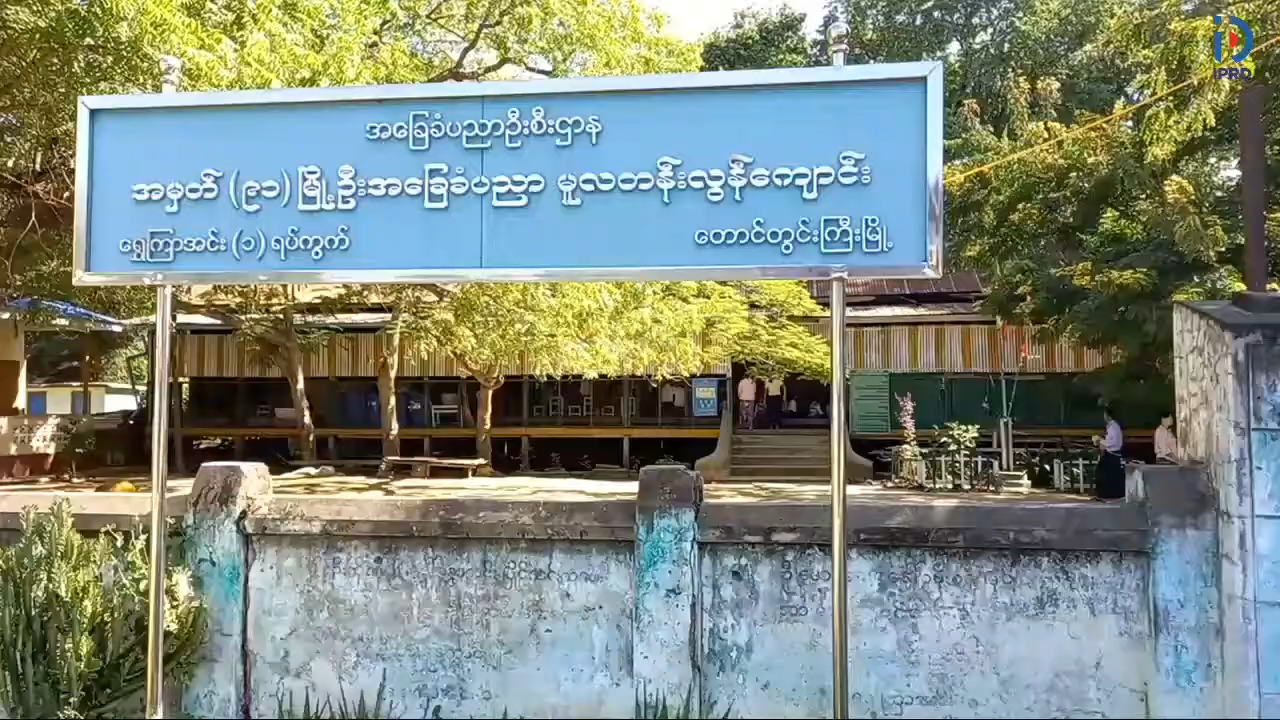 IPRD
အခြေခံပညာဦးစီးဌာန
အမှတ် (၉၁) မြို့ဦးအခြေခံပညာ မူလတန်းလွန်ကျောင်း
ရွှေကြာအင်း (၁) ရပ်ကွက် တောင်တွင်းကြီးမြို့